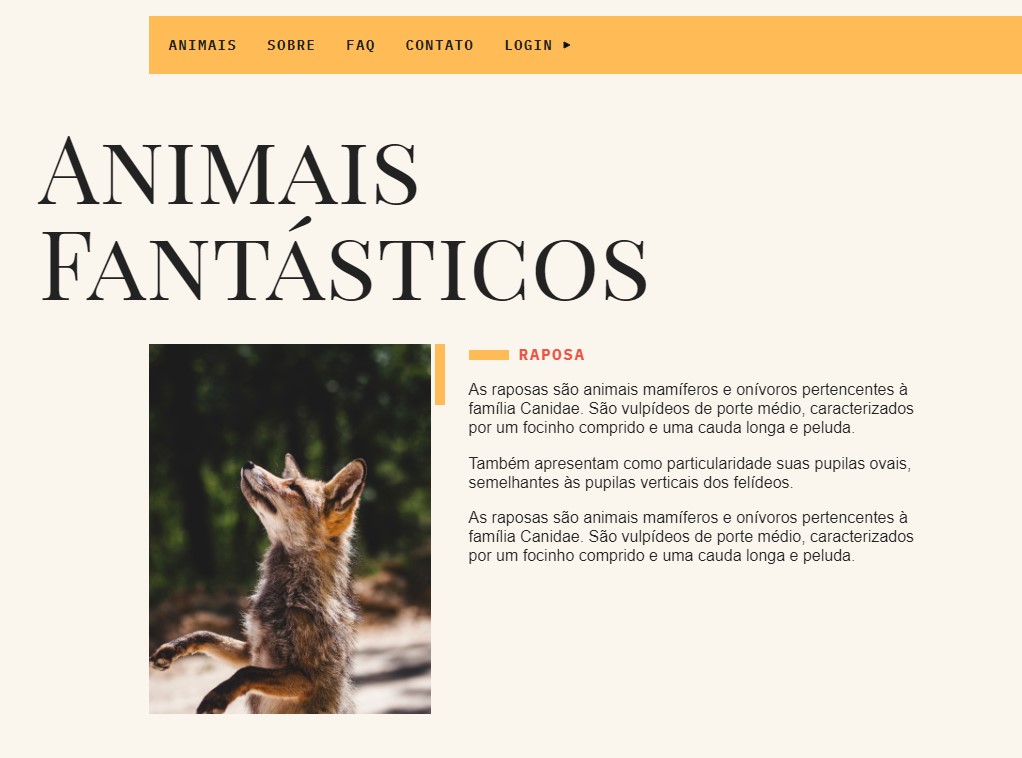 ANIMAIS SOBRE FAQ CONTATO LOGIN ▸
Animais
Fantásticos
RAPOSA
As raposas são animais mamíferos e onívoros pertencentes à
família Canidae. São vulpídeos de porte médio, caracterizados
por um focinho comprido e uma cauda longa e peluda.
Também apresentam como particularidade suas pupilas ovais,
semelhantes às pupilas verticais dos felídeos.
As raposas são animais mamíferos e onívoros pertencentes à
família Canidae. São vulpídeos de porte médio, caracterizados
por um focinho comprido e uma cauda longa e peluda.